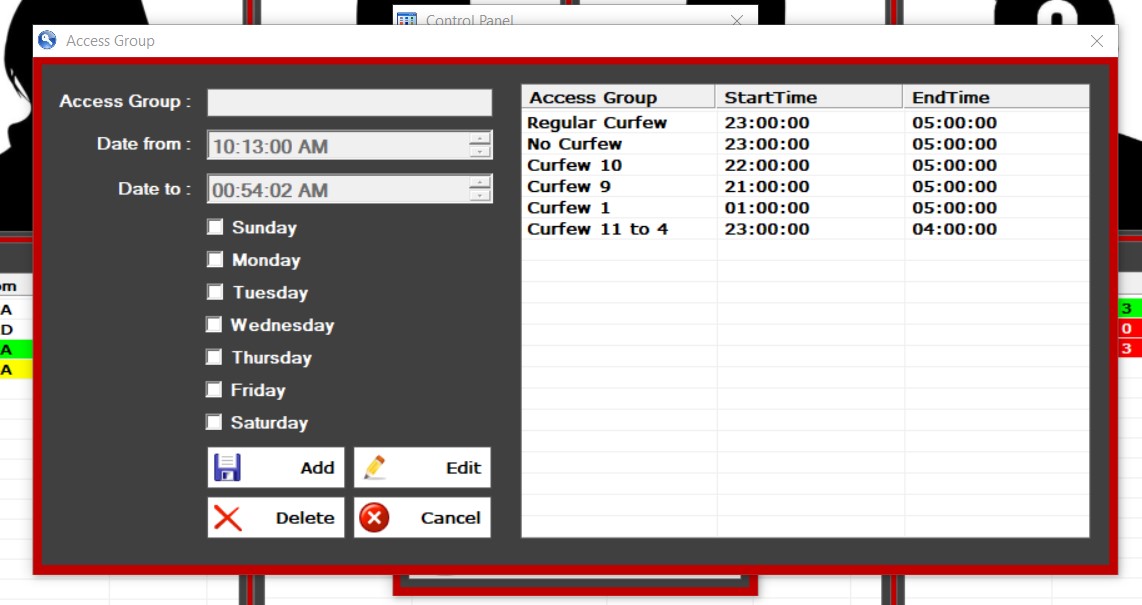 Control Panel
Access Group
Access Group :
Date from : 10:13:00 AM
Date to : 00:54:02 AM
Sunday
Monday
Tuesday
Wednesday
Thursday
Friday
Saturday
Add Edit
Delete Cancel
Access Group StartTime EndTime
Regular Curfew 23:00:00 05:00:00
No Curfew 23:00:00 05:00:00
Curfew 10 22:00:00 05:00:00
Curfew 9 21:00:00 05:00:00
Curfew 1 01:00:00 05:00:00
Curfew 11 to 4 23:00:00 04:00:00
A
D
A
A
3
0
3